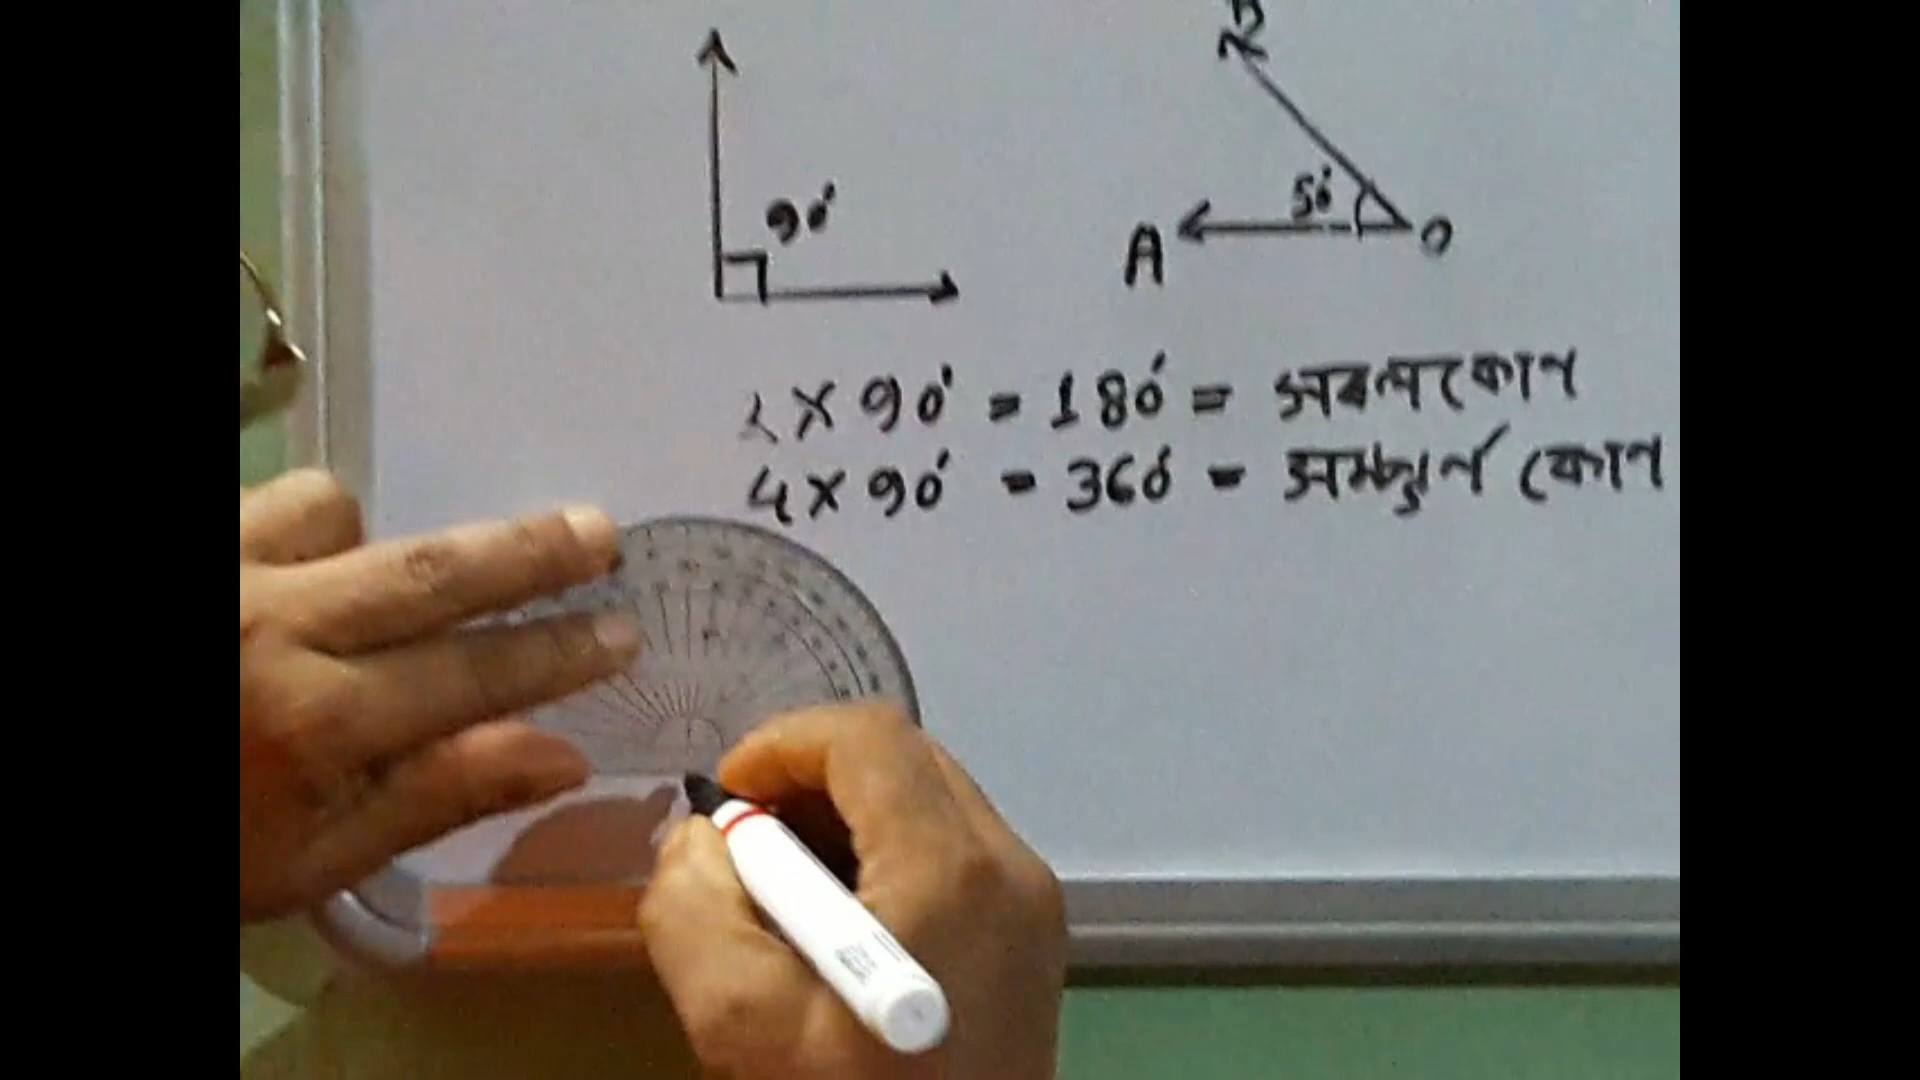 B
90°
50°
A
O
2 × 90° = 180° = সরলকোণ
4 × 90° = 360° = সম্পুর্ন কোন